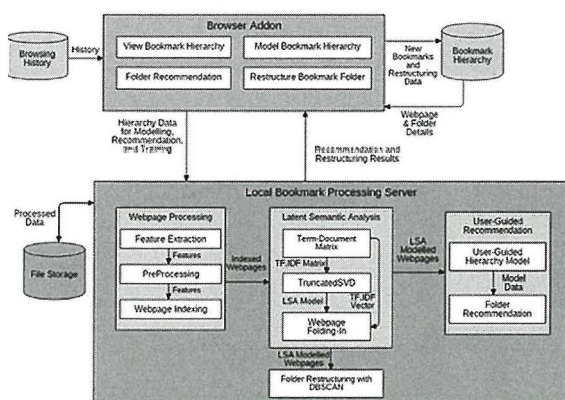 Browser Addon
View Bookmark Hierarchy
Model Bookmark Hierarchy
Folder Recommendation
Restructure Bookmark Folder
Browsing
History
History
New
Bookmarks
and
Restructuring
Data
Bookmark
Hierarchy
Webpage
& Folder
Details
Hierarchy Data
for Modelling,
Recommendation,
and Training
Recommendation and
Restructuring Results
Local Bookmark Processing Server
Processed
Data
File Storage
Webpage Processing
Feature Extraction
Features
PreProcessing
Features
Webpage Indexing
Indexed
Webpages
Latent Semantic Analysis
Term-Document
Matrix
TF.IDF Matrix
TruncatedSVD
LSA Model
TF.IDF
Vector
Webpage
Folding-In
LSA
Modelled
Webpages
User-Guided
Recommendation
User-Guided
Hierarchy Model
Model
Data
Folder
Recommendation
LSA Modelled
Webpages
Folder Restructuring with
DBSCAN